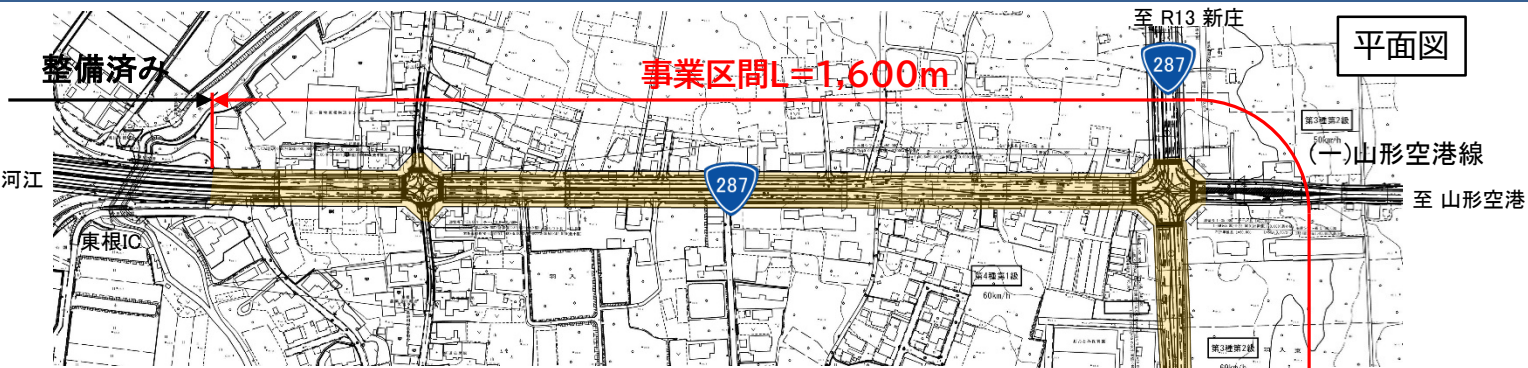 至 R13 新庄
平面図
287
整備済み
事業区間L=1,600m
第3種第2級
50km/h
(一)山形空港線
河江
287
至 山形空港
東根IC
羽入
第4種第1級
60km/h
第3種第2級
60km/h